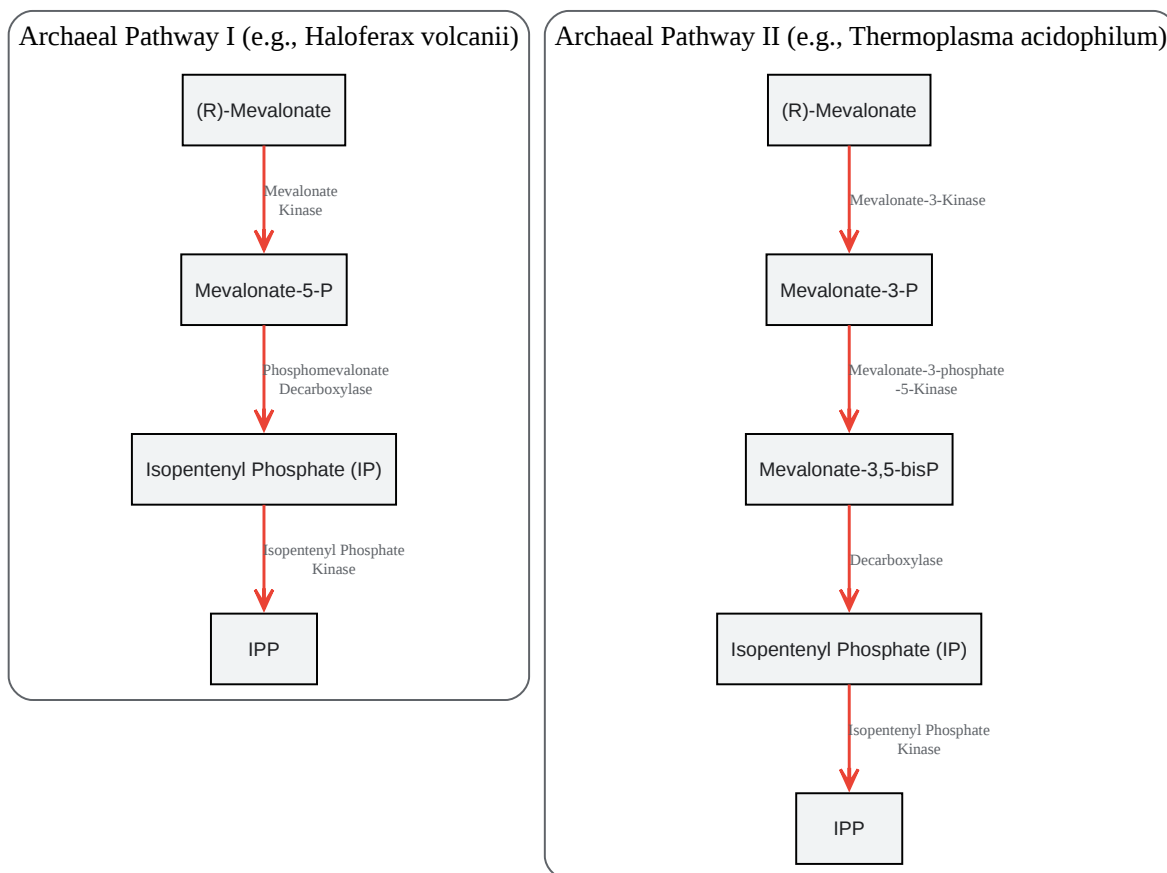 Archaeal Pathway I (e.g., Haloferax volcanii)
(R)-Mevalonate
Mevalonate
Kinase
Mevalonate-5-P
Phosphomevalonate
Decarboxylase
Isopentenyl Phosphate (IP)
Isopentenyl Phosphate
Kinase
IPP
Archaeal Pathway II (e.g., Thermoplasma acidophilum)
(R)-Mevalonate
Mevalonate-3-Kinase
Mevalonate-3-P
Mevalonate-3-phosphate
-5-Kinase
Mevalonate-3,5-bisP
Decarboxylase
Isopentenyl Phosphate (IP)
Isopentenyl Phosphate
Kinase
IPP